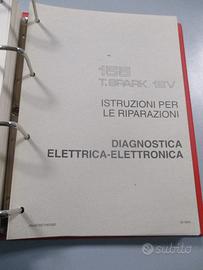 155
T.SPARK 16V
ISTRUZIONI PER
LE RIPARAZIONI
DIAGNOSTICA
ELETTRICA-ELETTRONICA
subito